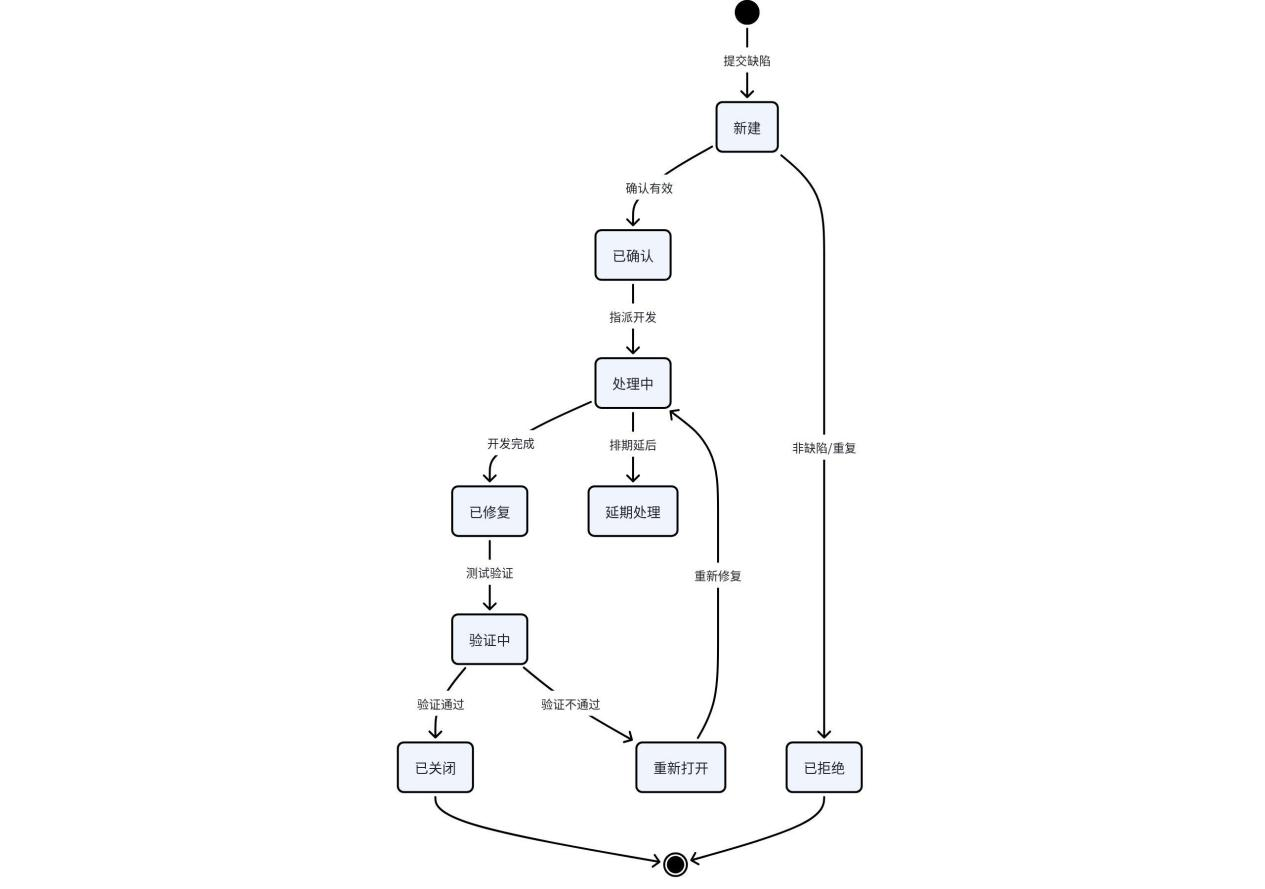 提交缺陷
新建
确认有效
已确认
指派开发
处理中
开发完成
排期延后
非缺陷/重复
已修复
延期处理
测试验证
重新修复
验证中
验证通过
验证不通过
已关闭
重新打开
已拒绝